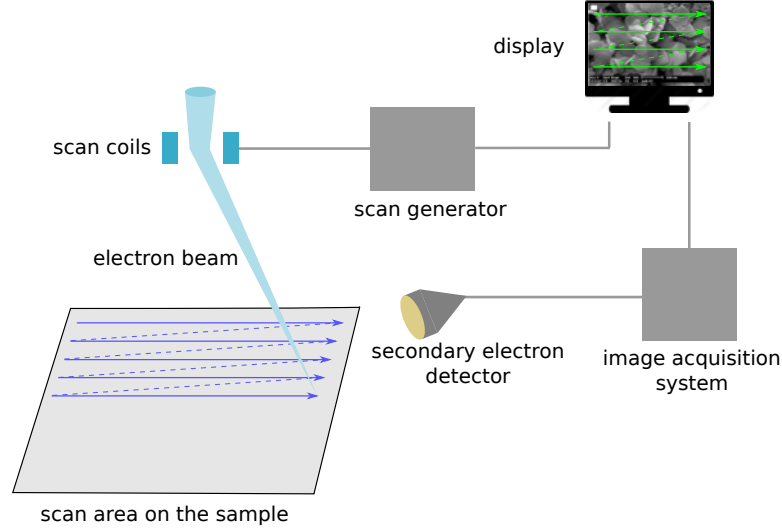 display
scan coils
scan generator
electron beam
secondary electron
detector
image acquisition
system
scan area on the sample